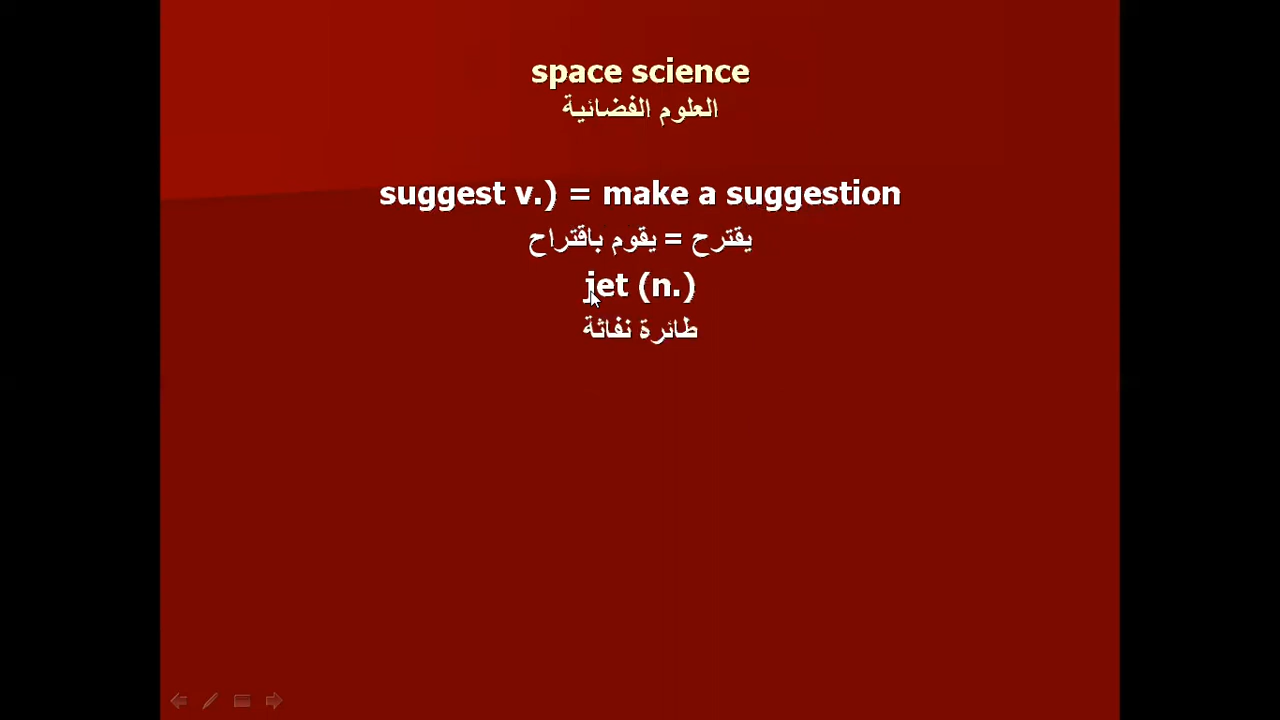 space science
العلوم الفضائية
suggest v.) = make a suggestion
يقترح = يقوم باقتراح
jet (n.)
طائرة نفاثة